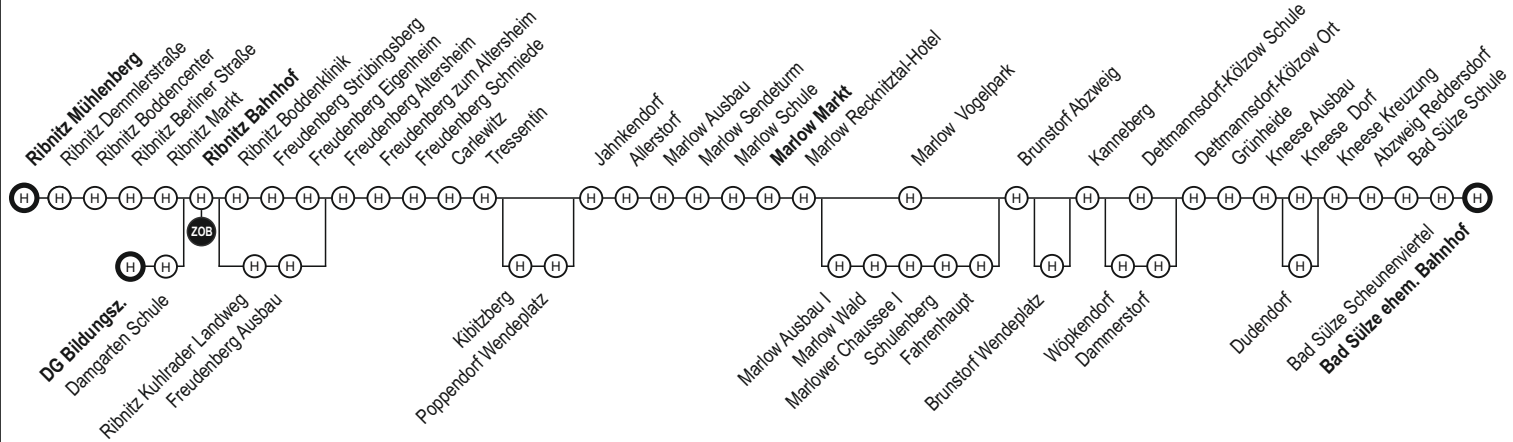 Ribnitz Mühlenberg
Ribnitz Demmlerstraße
Ribnitz Boddencenter
Ribnitz Berliner Straße
Ribnitz Markt
Ribnitz Bahnhof
Ribnitz Boddenklinik
Freudenberg Strübingsberg
Freudenberg Eigenheim
Freudenberg Altersheim
Freudenberg zum Altersheim
Freudenberg Schmiede
Carlewitz
Tressentin
Jahnkendorf
Allerstorf
Marlow Ausbau
Marlow Sendeturm
Marlow Schule
Marlow Markt
Marlow Recknitztal-Hotel
Marlow Vogelpark
Brunstorf Abzweig
Kanneberg
Dettmannsdorf-Kölzow Schule
Dettmannsdorf-Kölzow Ort
Grünheide
Kneese Ausbau
Kneese Dorf
Kneese Kreuzung
Abzweig Reddersdorf
Bad Sülze Schule
H H H H H H H H H H H H H H H H H H H H H H H H H H H H H H H H H H
ZOB
H H H H H H H H H H H H H H H H
Ribnitz Kuhlrader Landweg
DG Bildungsz.
Damgarten Schule
Freudenberg Ausbau
Kibitzberg
Poppendorf Wendeplatz
Marlow Ausbau I
Marlow Wald
Marlower Chaussee I
Schulenberg
Fahrenhaupt
Brunstorf Wendeplatz
Wöpkendorf
Dammerstorf
Dudendorf
Bad Sülze Scheunenviertel
Bad Sülze ehem. Bahnhof